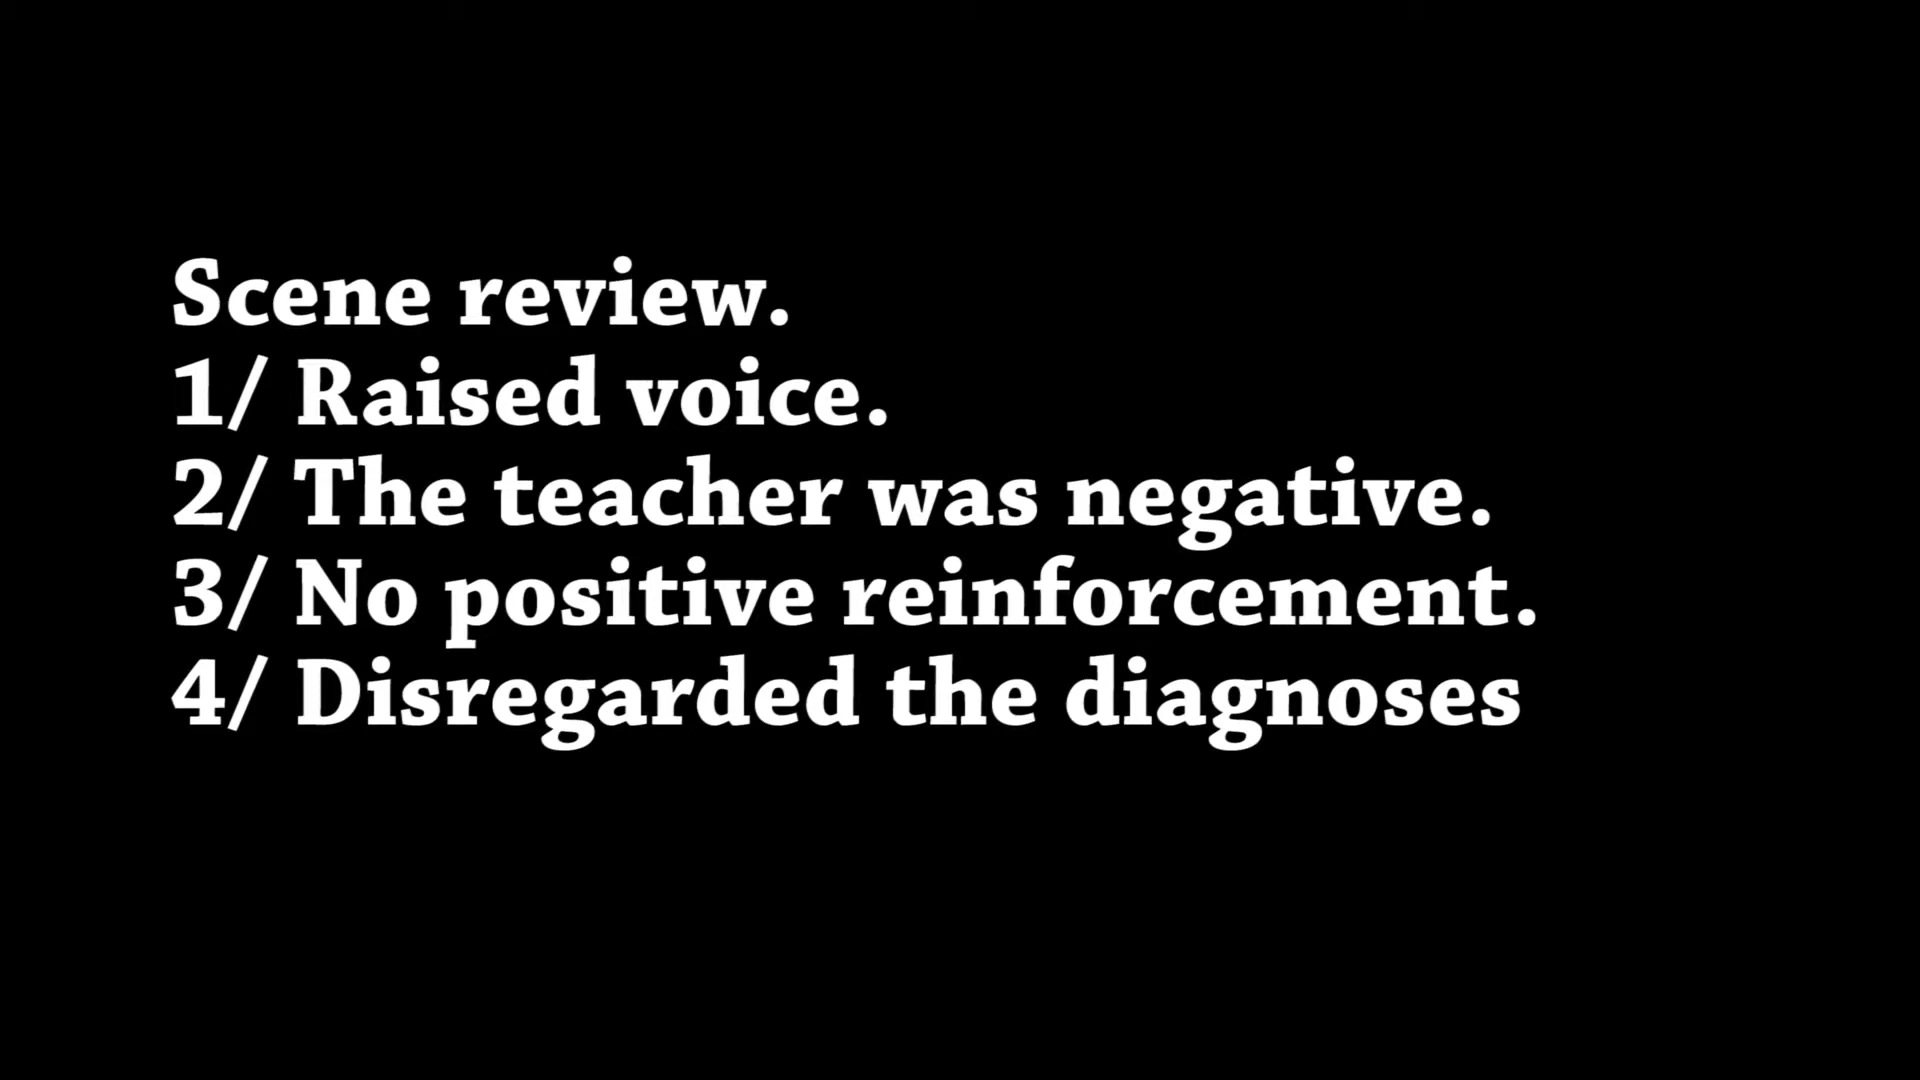 Scene review.
1/ Raised voice.
2/ The teacher was negative.
3/ No positive reinforcement.
4/ Disregarded the diagnoses